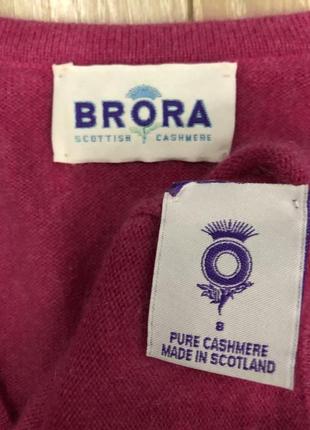 BRORA
SCOTTISH CASHMERE
8
PURE CASHMERE
MADE IN SCOTLAND